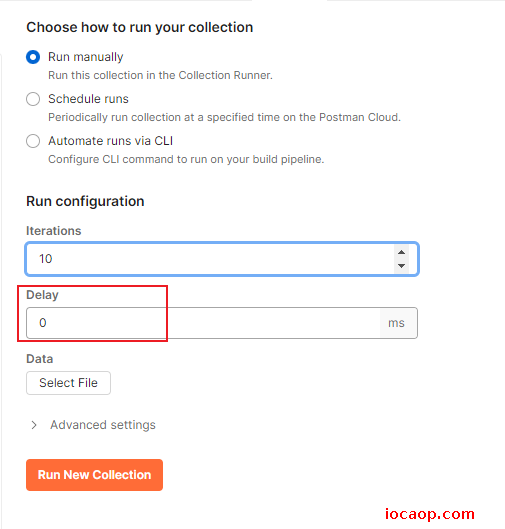 Choose how to run your collection
Run manually
Run this collection in the Collection Runner.
Schedule runs
Periodically run collection at a specified time on the Postman Cloud.
Automate runs via CLI
Configure CLI command to run on your build pipeline.
Run configuration
Iterations
10
Delay
0 ms
Data
Select File
Advanced settings
Run New Collection
iocaop.com